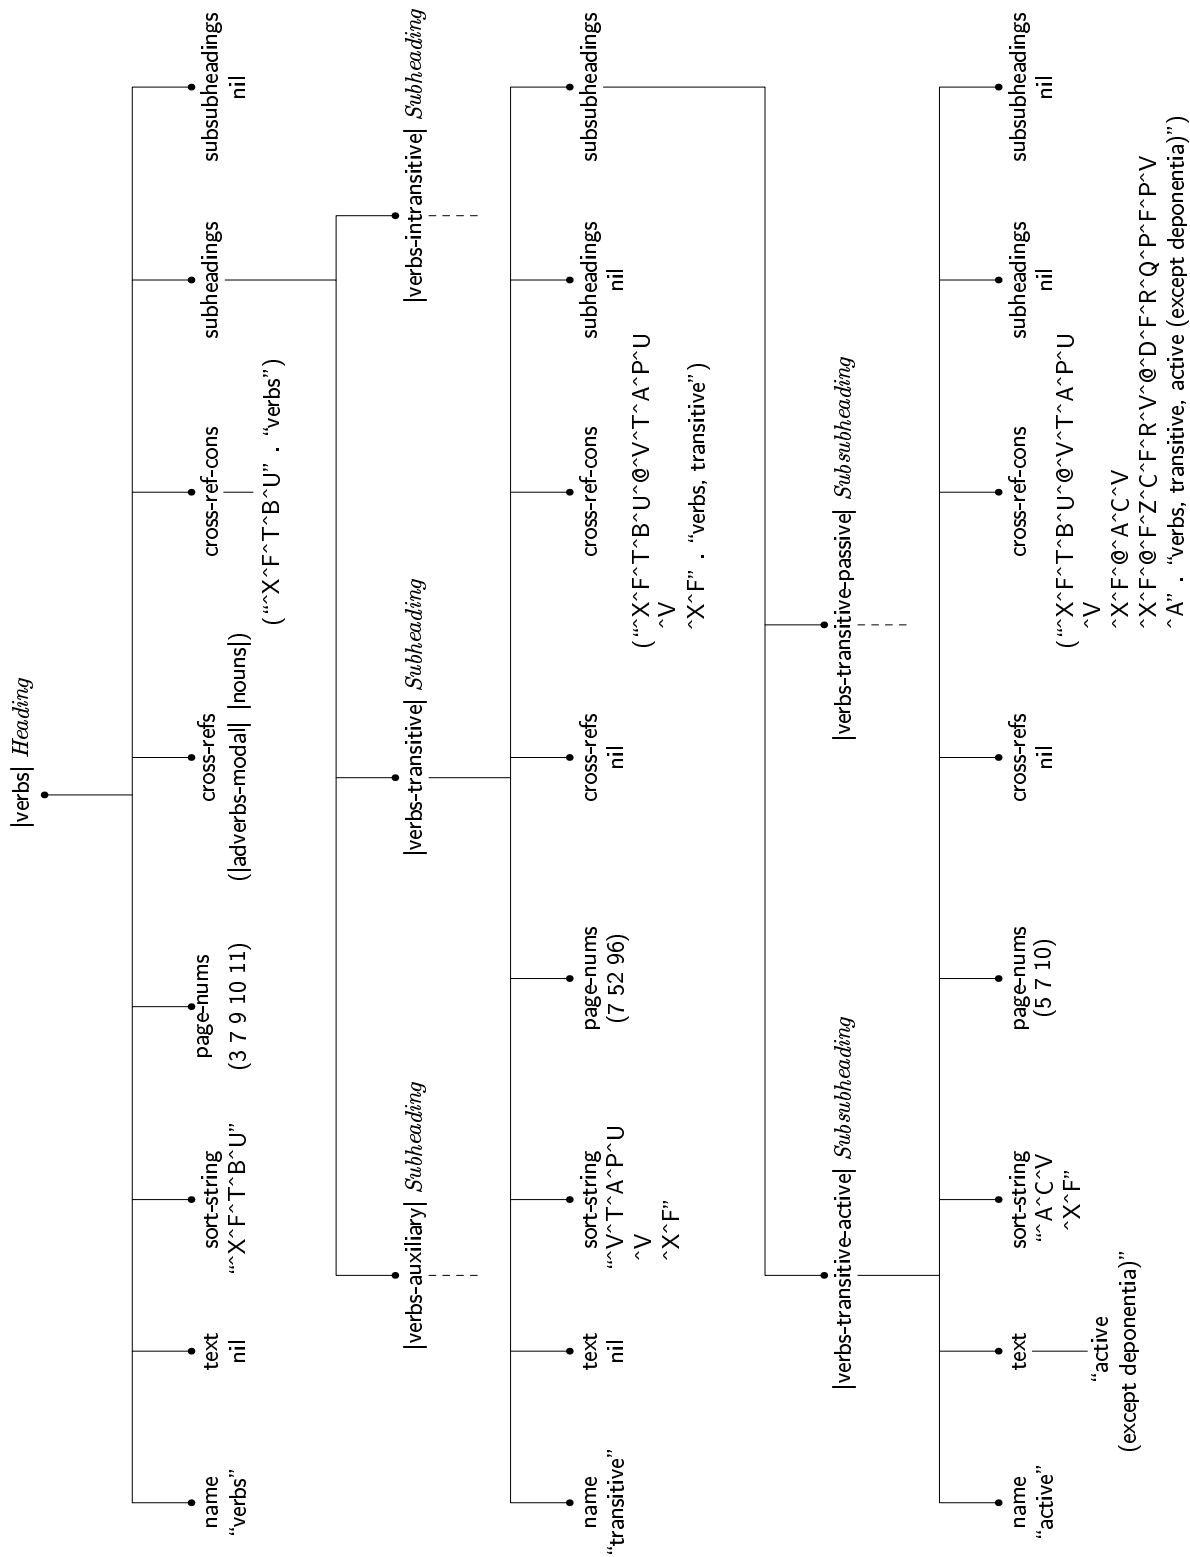 |verbs| Heading
name
“verbs”
text
nil
sort-string
“^X^F^T^B^U”
page-nums
(3 7 9 10 11)
cross-refs
(|adverbs-modal| |nouns|)
cross-ref-cons
(“^X^F^T^B^U” . “verbs”)
subheadings
subsubheadings
nil
|verbs-auxiliary| Subheading
|verbs-transitive| Subheading
|verbs-intransitive| Subheading
name
“transitive”
text
nil
sort-string
“^V^T^A^P^U
^V
^X^F”
page-nums
(7 52 96)
cross-refs
nil
cross-ref-cons
(“^X^F^T^B^U^@^V^T^A^P^U
^V
^X^F” . “verbs, transitive”)
subheadings
nil
subsubheadings
|verbs-transitive-active| Subsubheading
|verbs-transitive-passive| Subsubheading
name
“active”
text
“active
(except deponentia)”
sort-string
“^A^C^V
^X^F”
page-nums
(5 7 10)
cross-refs
nil
cross-ref-cons
(“^X^F^T^B^U^@^V^T^A^P^U
^V
^X^F^@^A^C^V
^X^F^@^F^Z^C^F^R^V^@^D^F^R^Q^P^F^P^V
^A” . “verbs, transitive, active (except deponentia)”)
subheadings
nil
subsubheadings
nil